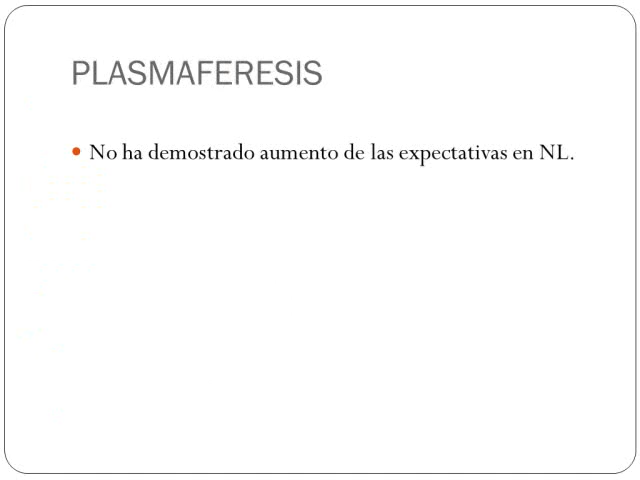 PLASMAFERESIS
• No ha demostrado aumento de las expectativas en NL.